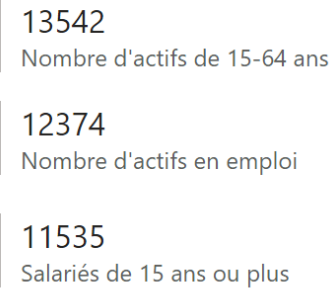 13542
Nombre d'actifs de 15-64 ans
12374
Nombre d'actifs en emploi
11535
Salariés de 15 ans ou plus